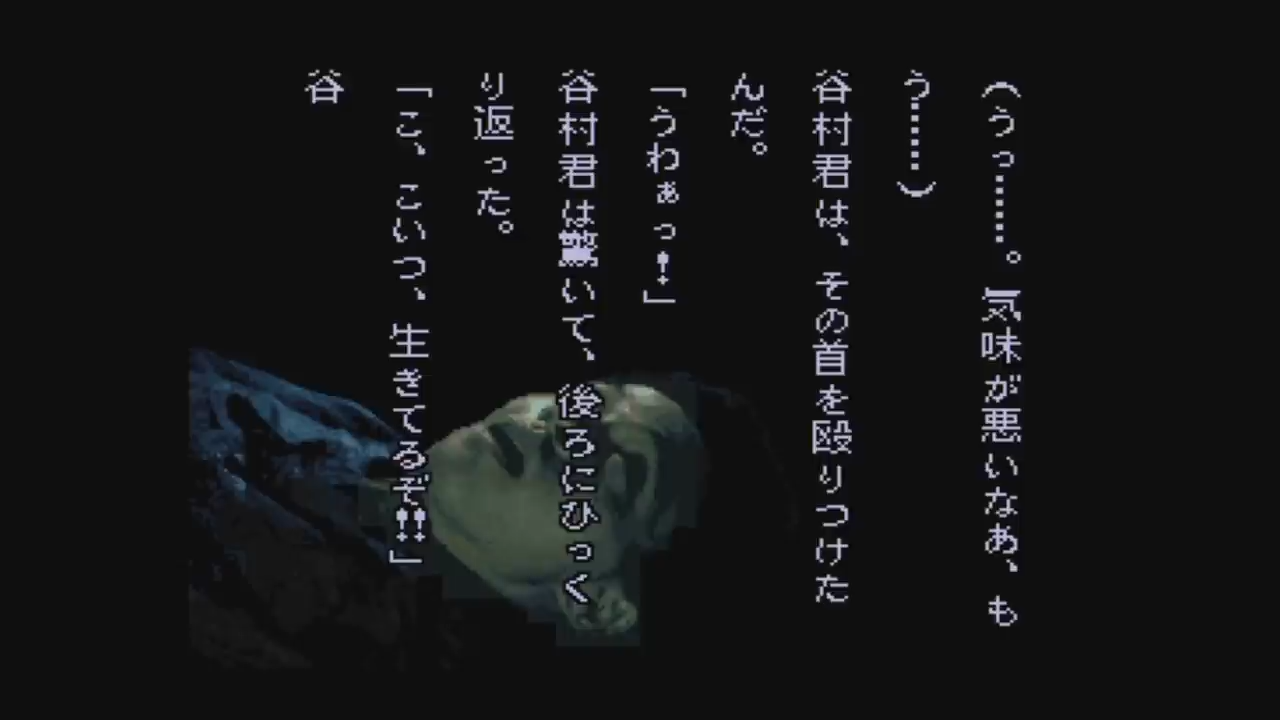 (うっ……。気味が悪いなあ、も
う……)
谷村君は、その首を殴りつけた
んだ。
「うわぁっ!」
谷村君は驚いて、後ろにひっく
り返った。
「こ、こいつ、生きてるぞ!!」
谷